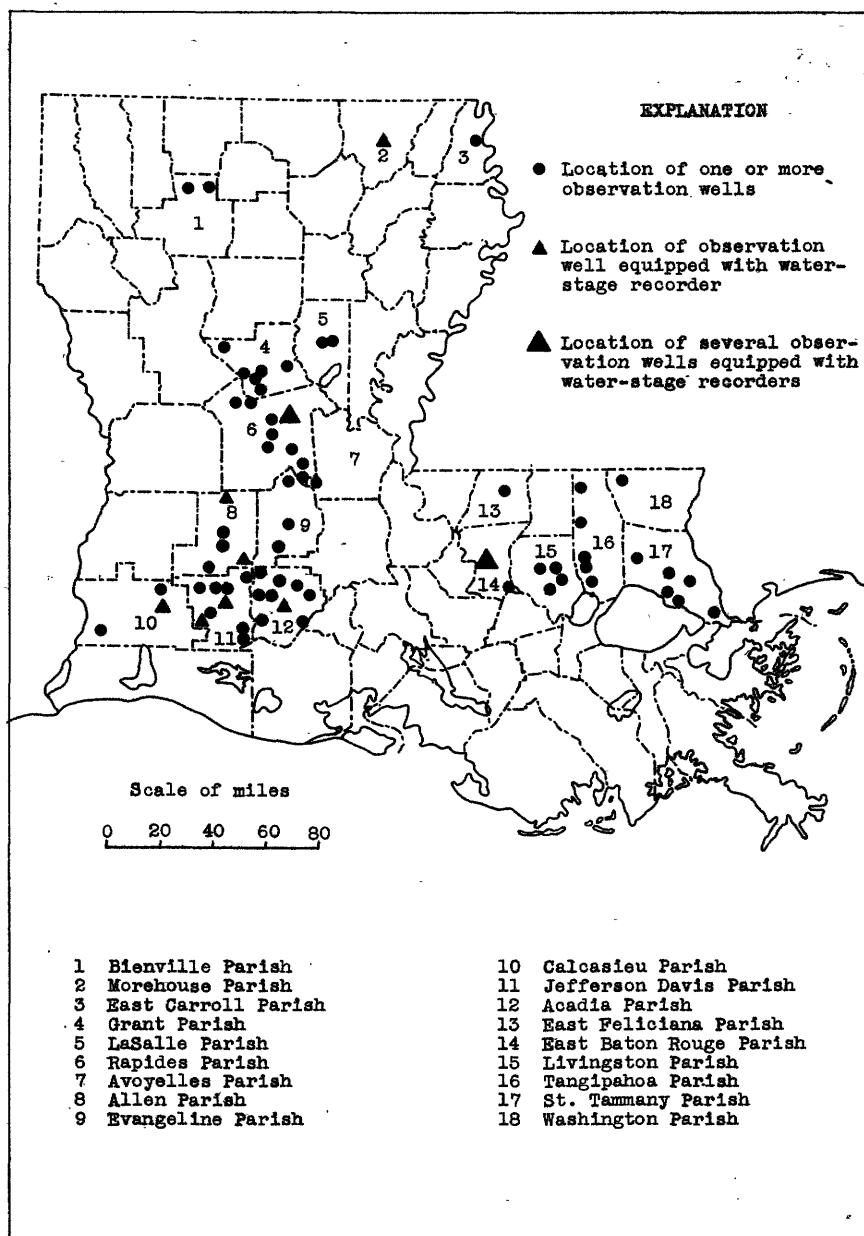 EXPLANATION
Location of one or more
observation wells
Location of observation
well equipped with water-
stage recorder
Location of several obser-
vation wells equipped with
water-stage recorders
1
2
3
4
5
6
7
8
9
10
11
12
13
14
15
16
17
18
Scale of miles
0 20 40 60 80
1 Bienville Parish
2 Morehouse Parish
3 East Carroll Parish
4 Grant Parish
5 LaSalle Parish
6 Rapides Parish
7 Avoyelles Parish
8 Allen Parish
9 Evangeline Parish
10 Calcasieu Parish
11 Jefferson Davis Parish
12 Acadia Parish
13 East Feliciana Parish
14 East Baton Rouge Parish
15 Livingston Parish
16 Tangipahoa Parish
17 St. Tammany Parish
18 Washington Parish